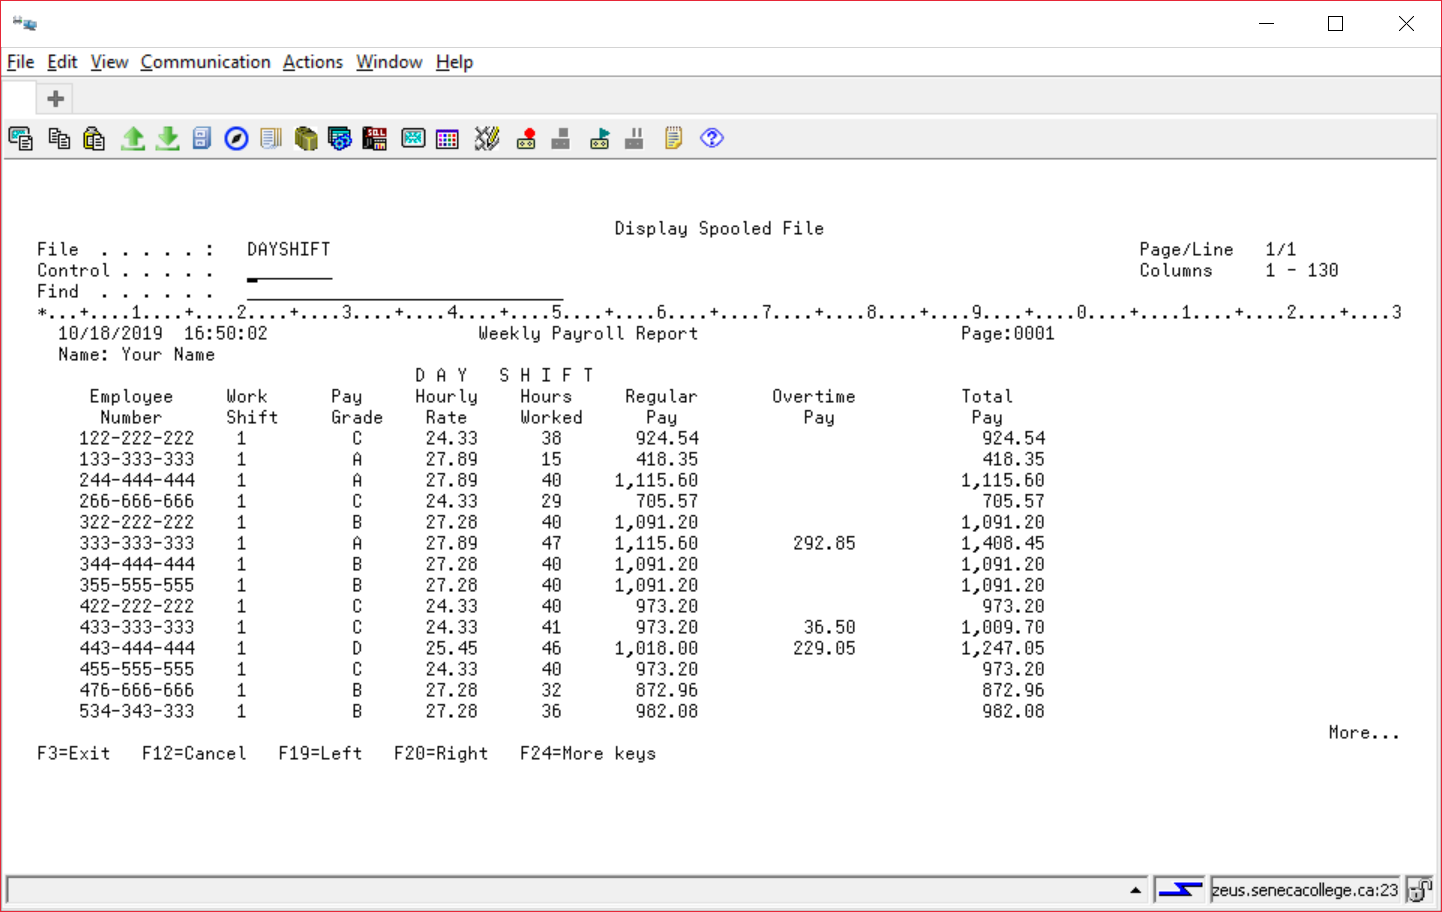 File Edit View Communication Actions Window Help
Display Spooled File
File . . . . . : DAYSHIFT Page/Line 1/1
Control . . . . . Columns 1 - 130
Find . . . . . .
*...+....1....+....2....+....3....+....4....+....5....+....6....+....7....+....8....+....9....+....0....+....1....+....2....+....3
10/18/2019 16:50:02 Weekly Payroll Report Page:0001
Name: Your Name
D A Y S H I F T
Employee Work Pay Hourly Hours Regular Overtime Total
Number Shift Grade Rate Worked Pay Pay Pay
122-222-222 1 C 24.33 38 924.54 924.54
133-333-333 1 A 27.89 15 418.35 418.35
244-444-444 1 A 27.89 40 1,115.60 1,115.60
266-666-666 1 C 24.33 29 705.57 705.57
322-222-222 1 B 27.28 40 1,091.20 1,091.20
333-333-333 1 A 27.89 47 1,115.60 292.85 1,408.45
344-444-444 1 B 27.28 40 1,091.20 1,091.20
355-555-555 1 B 27.28 40 1,091.20 1,091.20
422-222-222 1 C 24.33 40 973.20 973.20
433-333-333 1 C 24.33 41 973.20 36.50 1,009.70
443-444-444 1 D 25.45 46 1,018.00 229.05 1,247.05
455-555-555 1 C 24.33 40 973.20 973.20
476-666-666 1 B 27.28 32 872.96 872.96
534-343-333 1 B 27.28 36 982.08 982.08
More...
F3=Exit F12=Cancel F19=Left F20=Right F24=More keys
zeus.senecacollege.ca:23